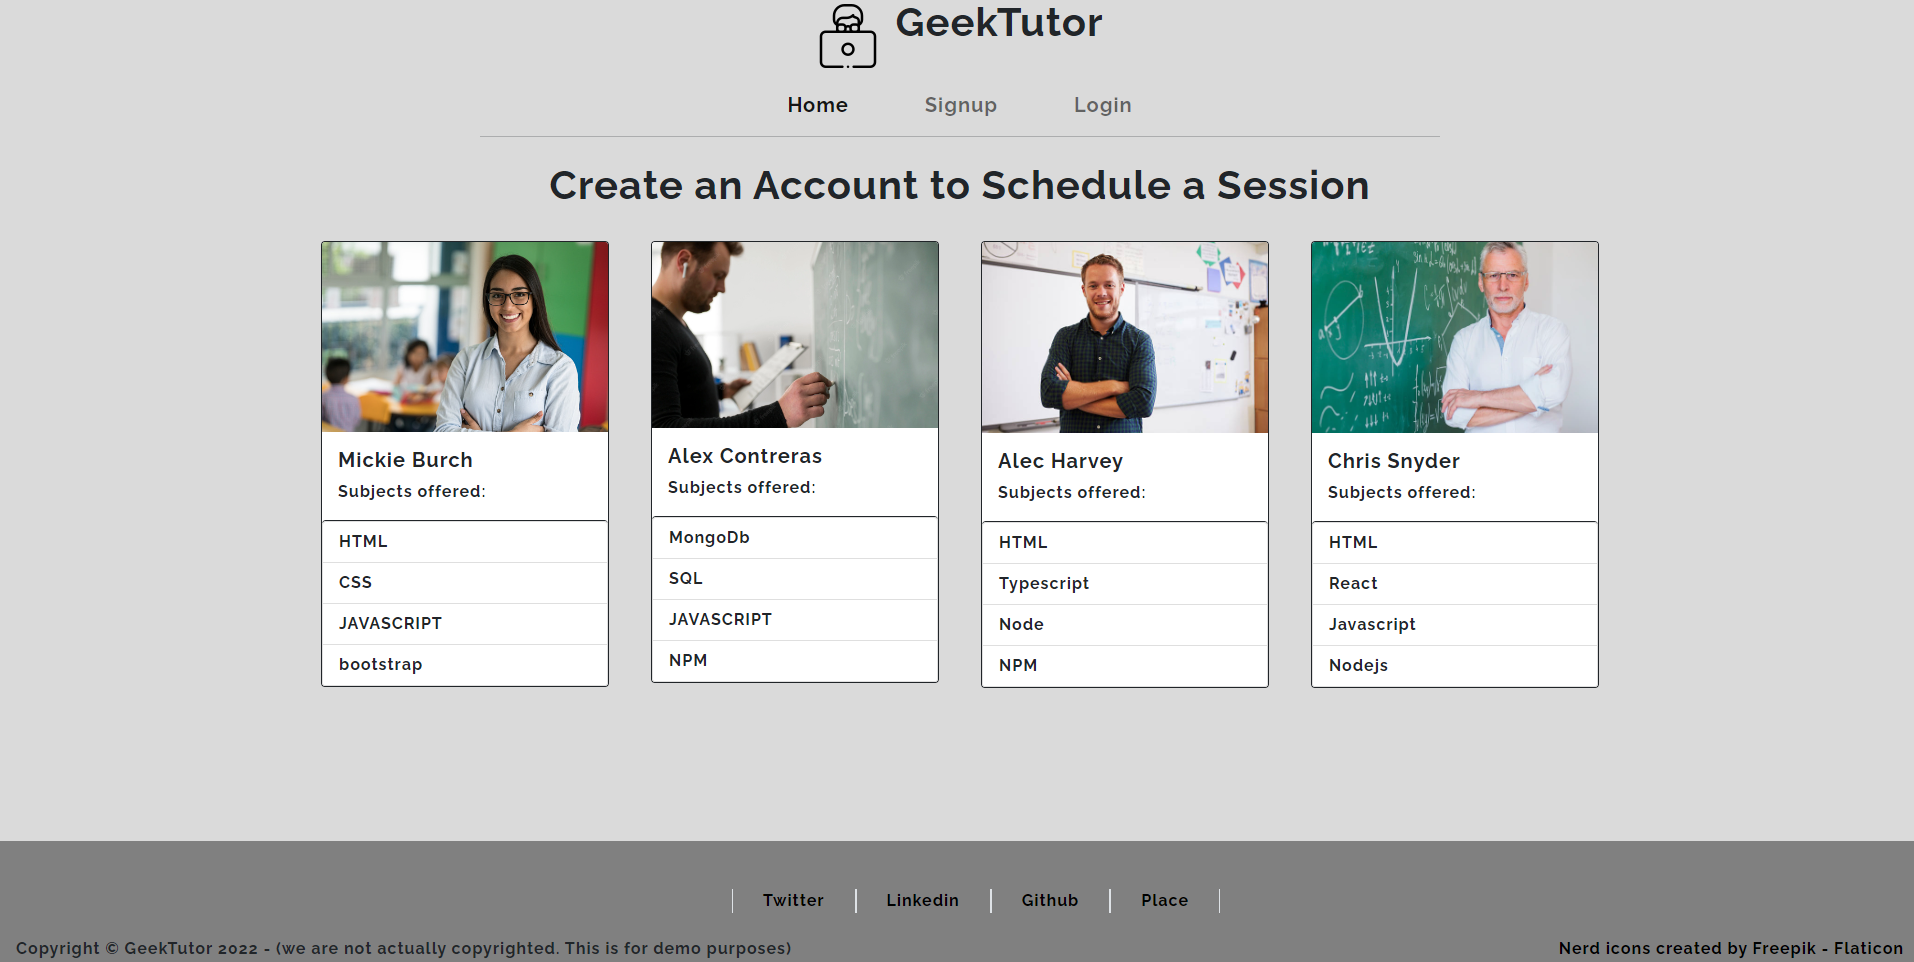 GeekTutor
Home Signup Login
Create an Account to Schedule a Session
Mickie Burch
Subjects offered:
HTML
CSS
JAVASCRIPT
bootstrap
Alex Contreras
Subjects offered:
MongoDb
SQL
JAVASCRIPT
NPM
Alec Harvey
Subjects offered:
HTML
Typescript
Node
NPM
Chris Snyder
Subjects offered:
HTML
React
Javascript
Nodejs
Twitter Linkedin Github Place
Copyright © GeekTutor 2022 - (we are not actually copyrighted. This is for demo purposes)
Nerd icons created by Freepik - Flaticon